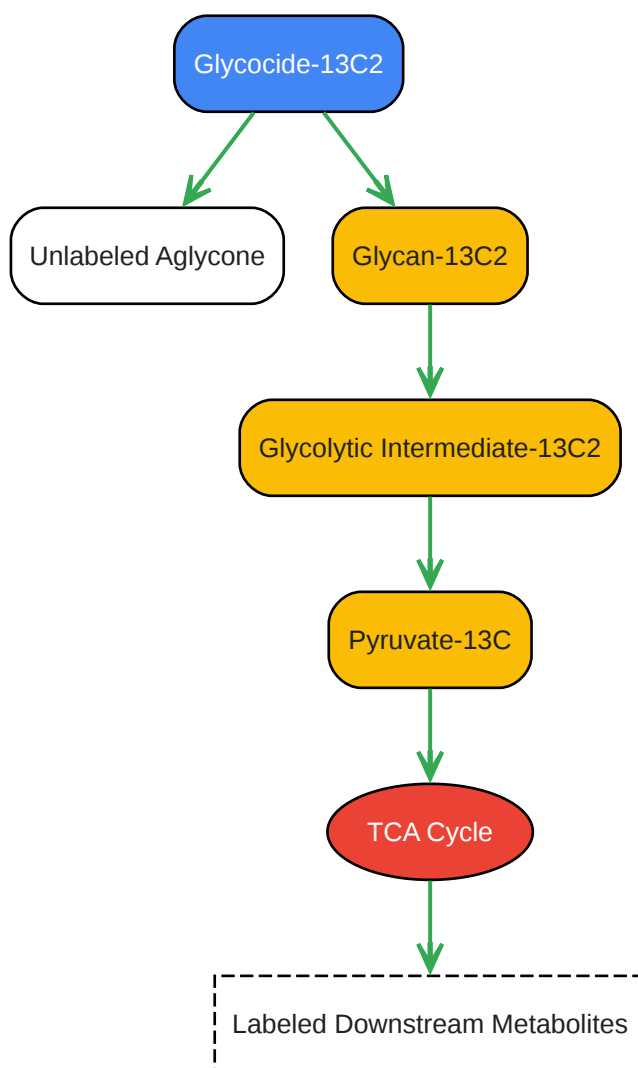 Glycocide-13C2
Unlabeled Aglycone
Glycan-13C2
Glycolytic Intermediate-13C2
Pyruvate-13C
TCA Cycle
Labeled Downstream Metabolites